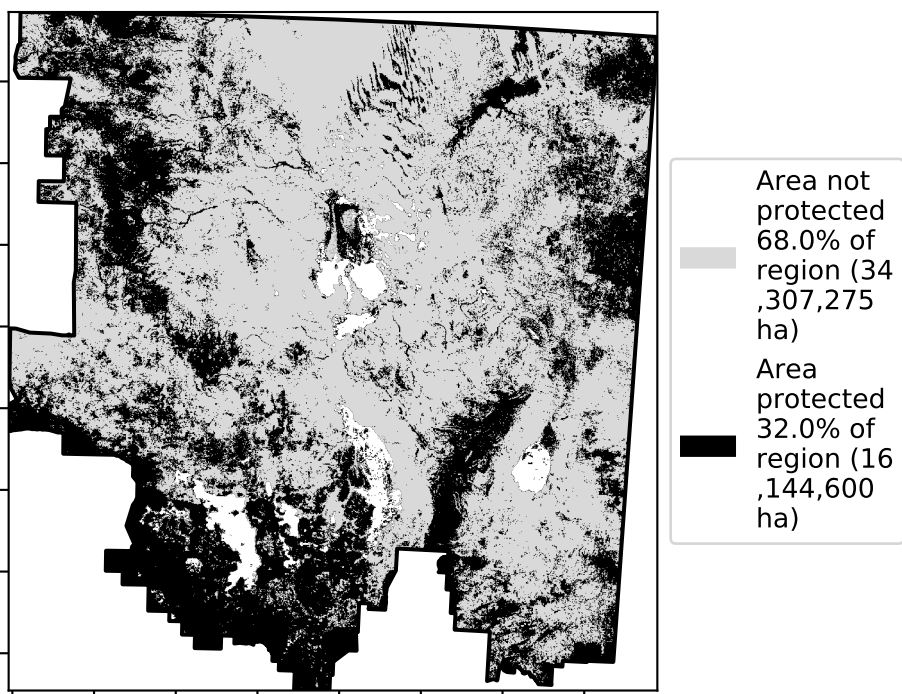 Area not
protected
68.0% of
region (34
,307,275
ha)
Area
protected
32.0% of
region (16
,144,600
ha)